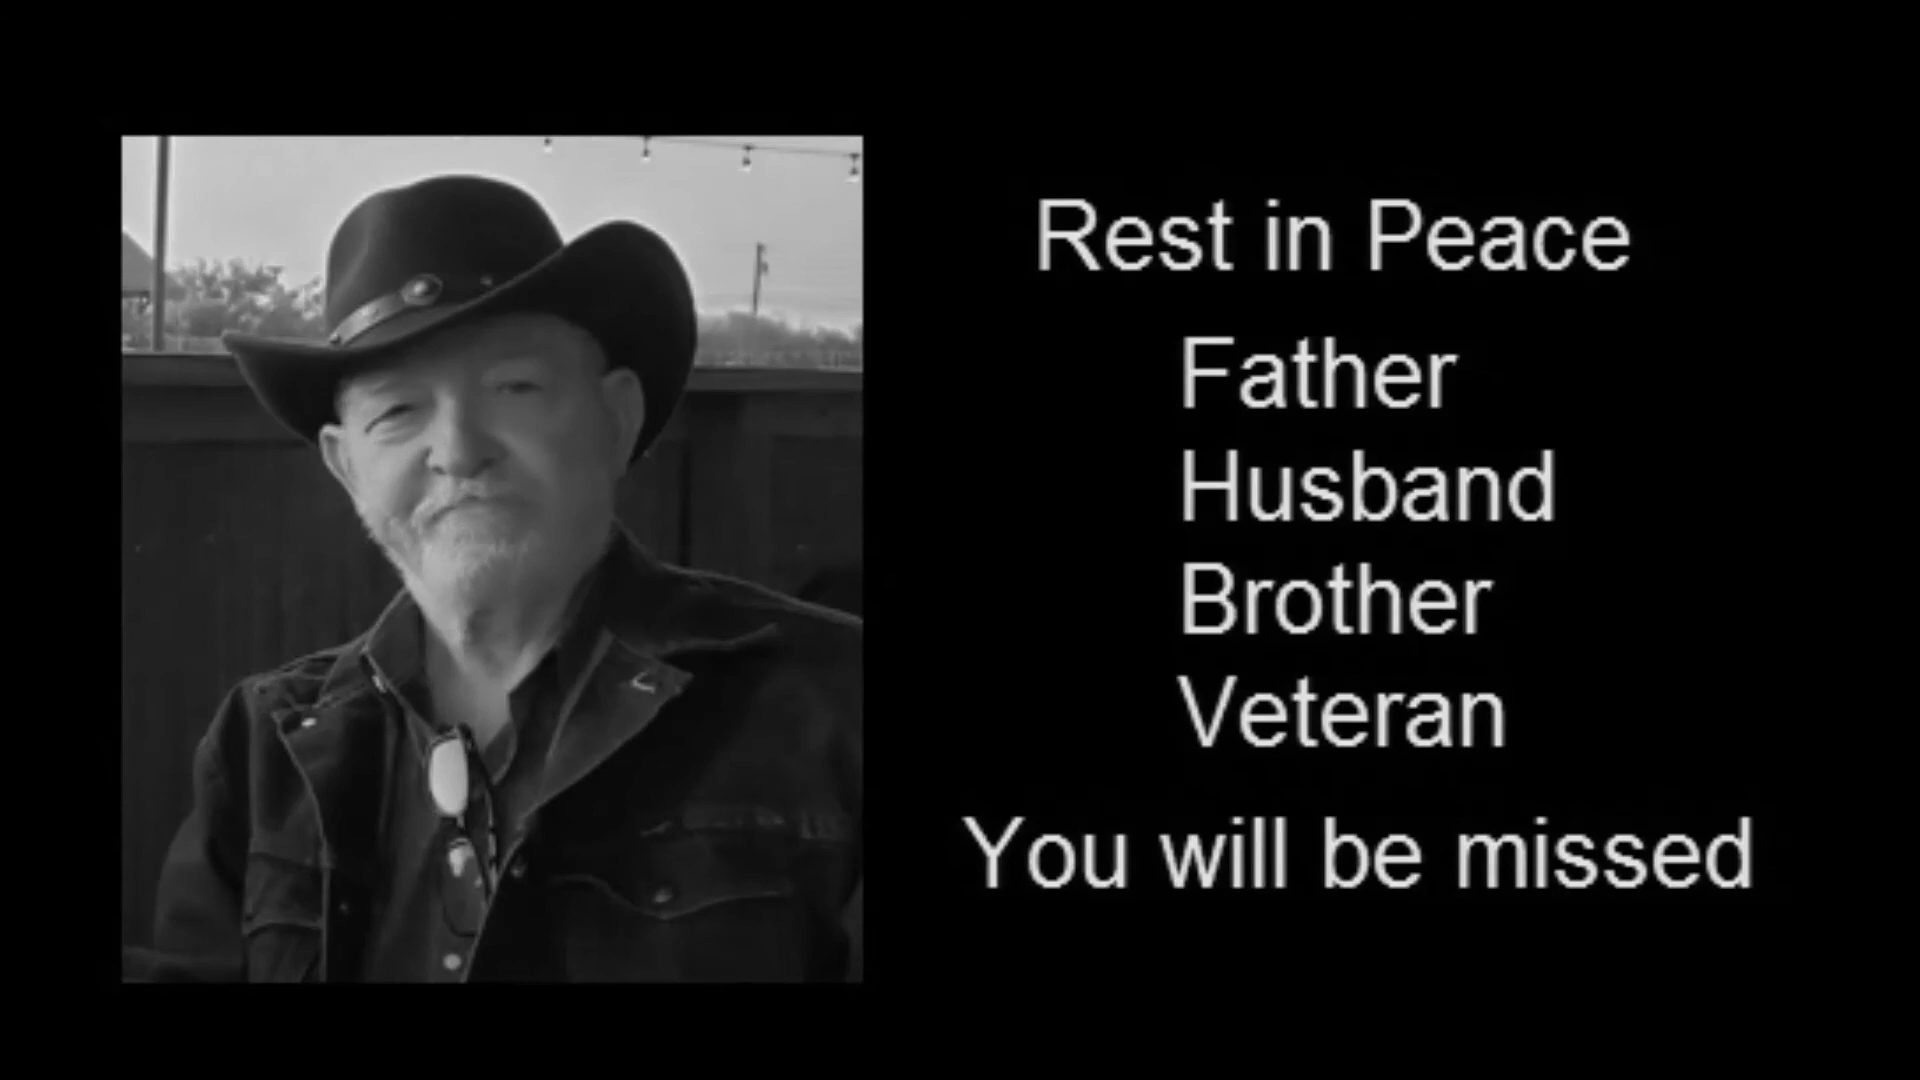 Rest in Peace
Father
Husband
Brother
Veteran
You will be missed